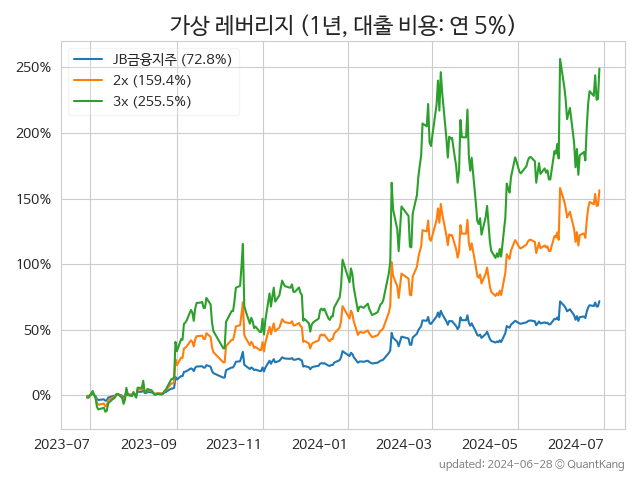 가상 레버리지 (1년, 대출 비용: 연 5%)
JB금융지주 (72.8%)
2x (159.4%)
3x (255.5%)
250%
200%
150%
100%
50%
0%
2023-07 2023-09 2023-11 2024-01 2024-03 2024-05 2024-07
updated: 2024-06-28 © QuantKang